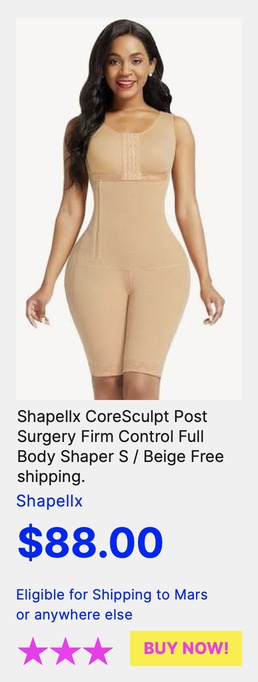 Shapellx CoreSculpt Post
Surgery Firm Control Full
Body Shaper S / Beige Free
shipping.
Shapellx
$88.00
Eligible for Shipping to Mars
or anywhere else
BUY NOW!